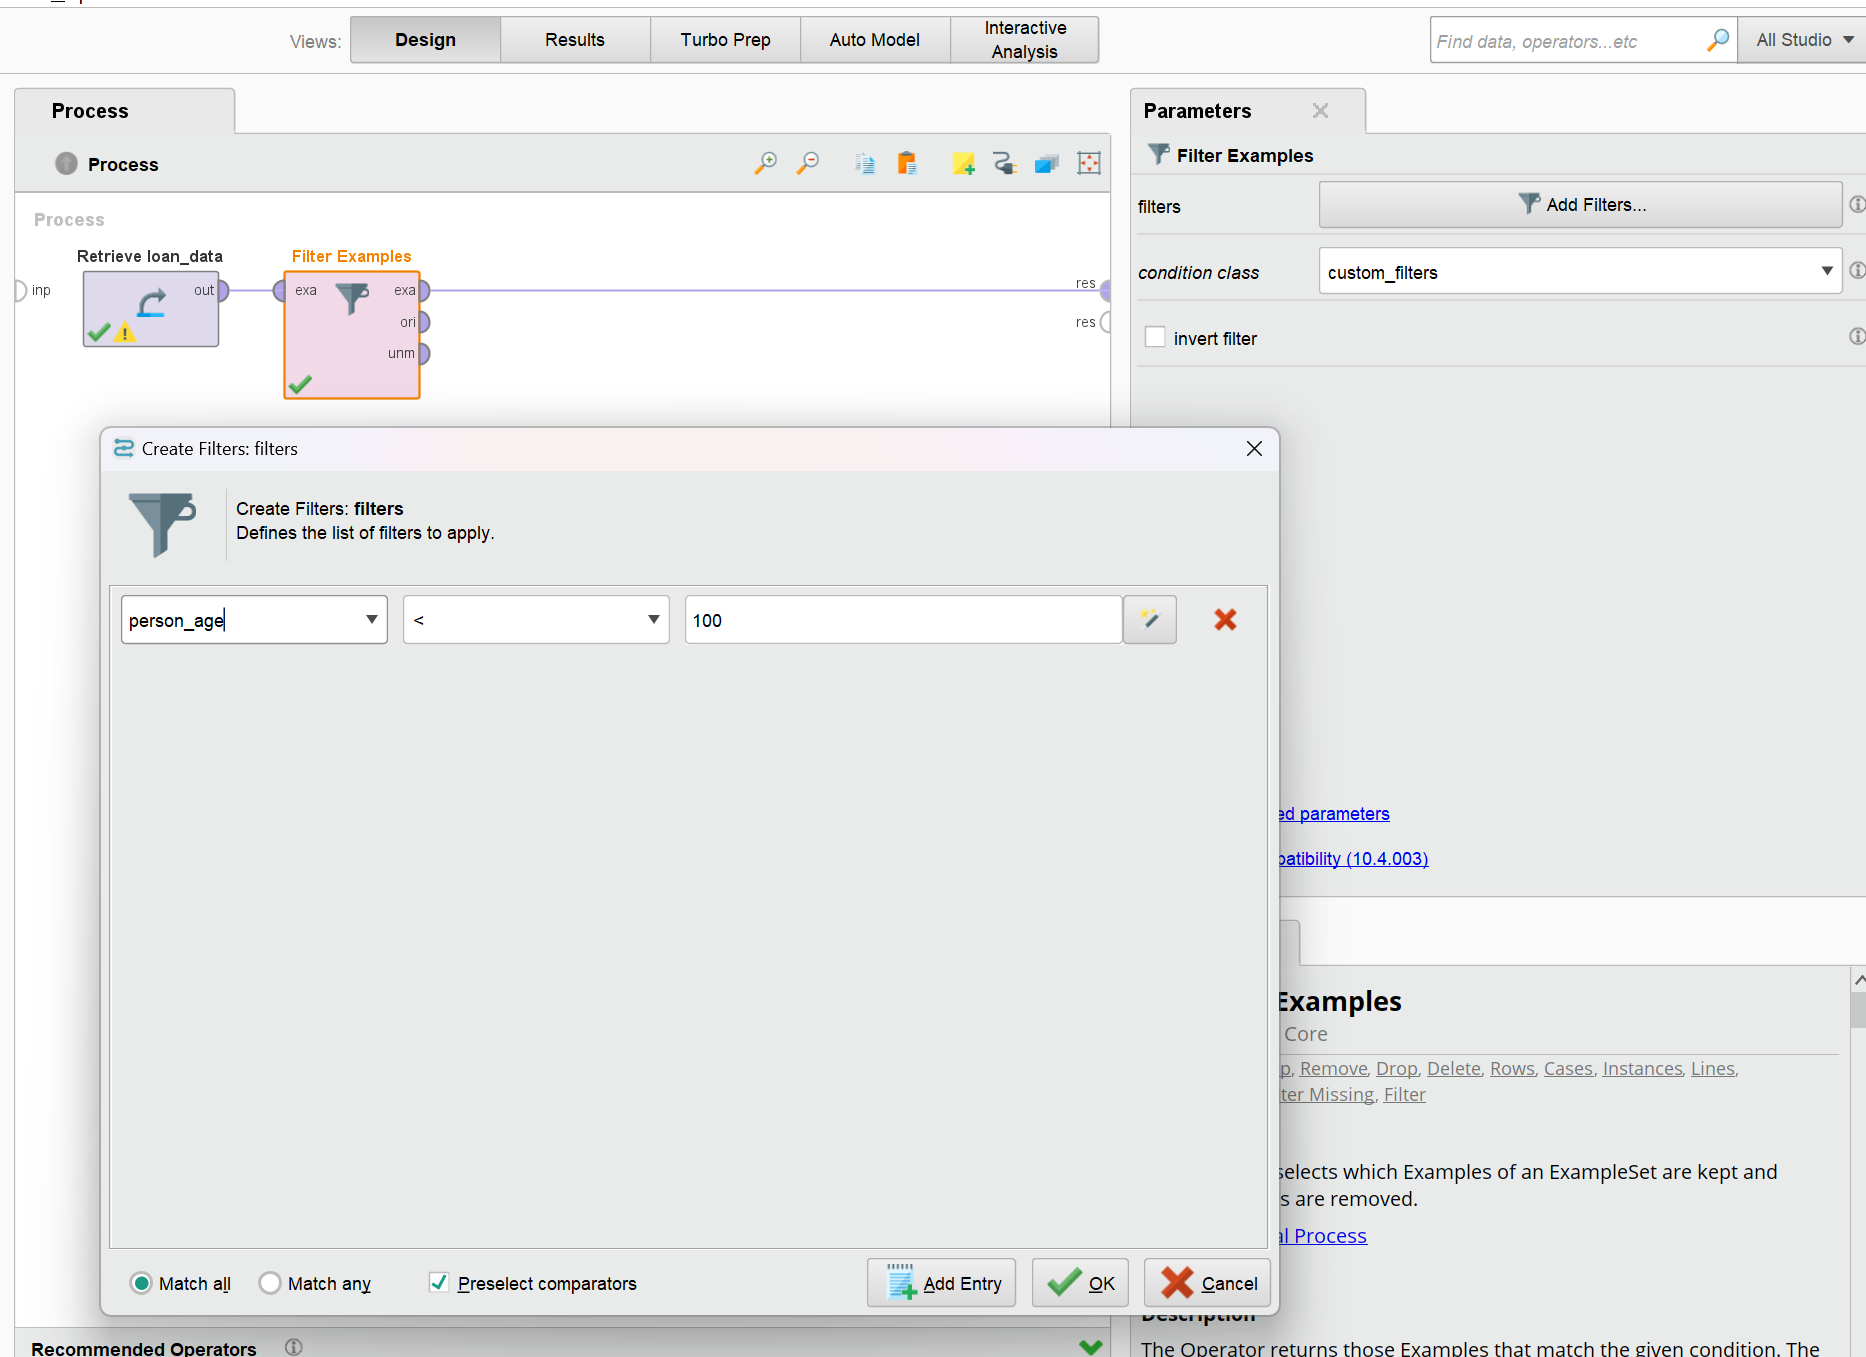 Views:
Design
Results
Turbo Prep
Auto Model
Interactive
Analysis
Find data, operators...etc
All Studio
Process
Process
Process
Retrieve loan_data
Filter Examples
inp
out
exa
exa
ori
unm
res
res
Parameters
Filter Examples
filters
Add Filters...
condition class
custom_filters
invert filter
Create Filters: filters
Create Filters: filters
Defines the list of filters to apply.
person_age
<
100
Match all
Match any
Preselect comparators
Add Entry
OK
Cancel
ed parameters
patibility (10.4.003)
Examples
Core
p, Remove, Drop, Delete, Rows, Cases, Instances, Lines,
ter Missing, Filter
selects which Examples of an ExampleSet are kept and
s are removed.
al Process
Description
The Operator returns those Examples that match the given condition. The
Recommended Operators